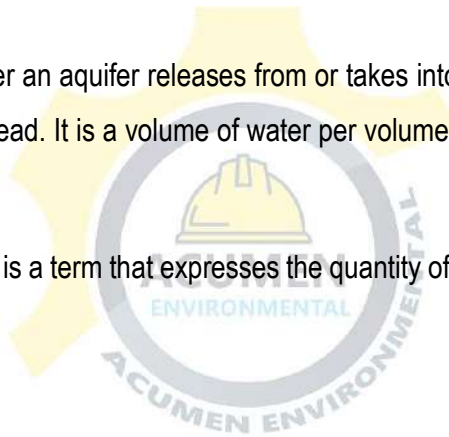 er an aquifer releases from or takes into
ead. It is a volume of water per volume
is a term that expresses the quantity of
ACUMEN
ENVIRONMENTAL
ACUMEN ENVIRONMENTAL